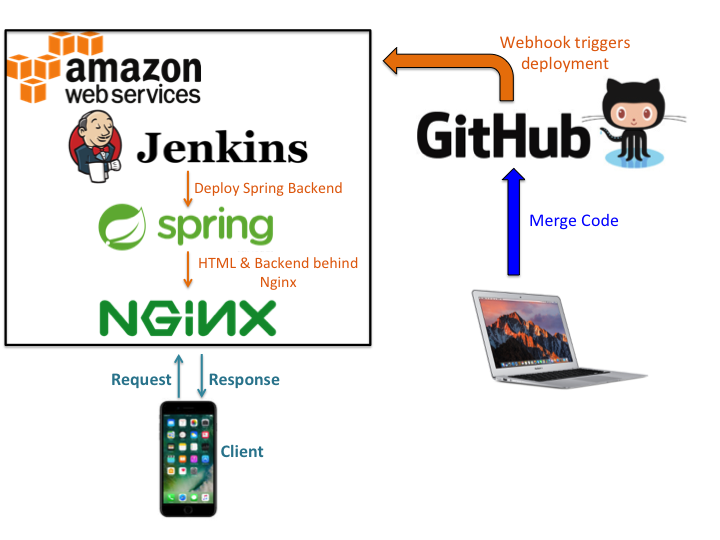 Webhook triggers
deployment
amazon
web services
GitHub
Jenkins
Deploy Spring Backend
spring
Merge Code
HTML & Backend behind
Nginx
NGiNX
Request
Response
Client